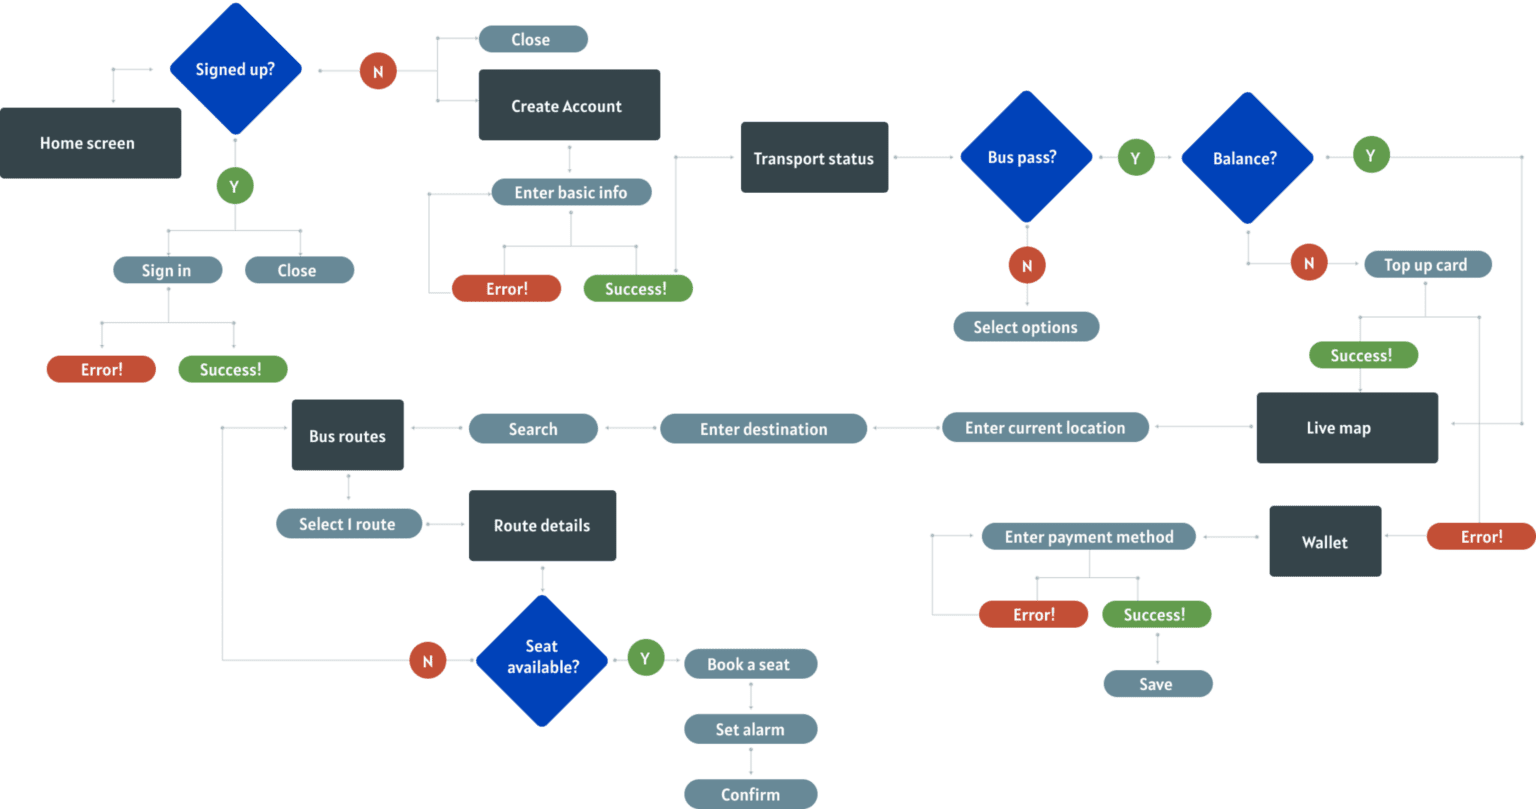 Signed up?
N
Close
Create Account
Home screen
Y
Enter basic info
Sign in
Close
Error!
Success!
Error!
Success!
Transport status
Bus pass?
Y
Balance?
Y
N
Select options
N
Top up card
Success!
Live map
Enter current location
Enter destination
Search
Bus routes
Select I route
Route details
Error!
Wallet
Enter payment method
Error!
Success!
Save
Seat
available?
N
Y
Book a seat
Set alarm
Confirm